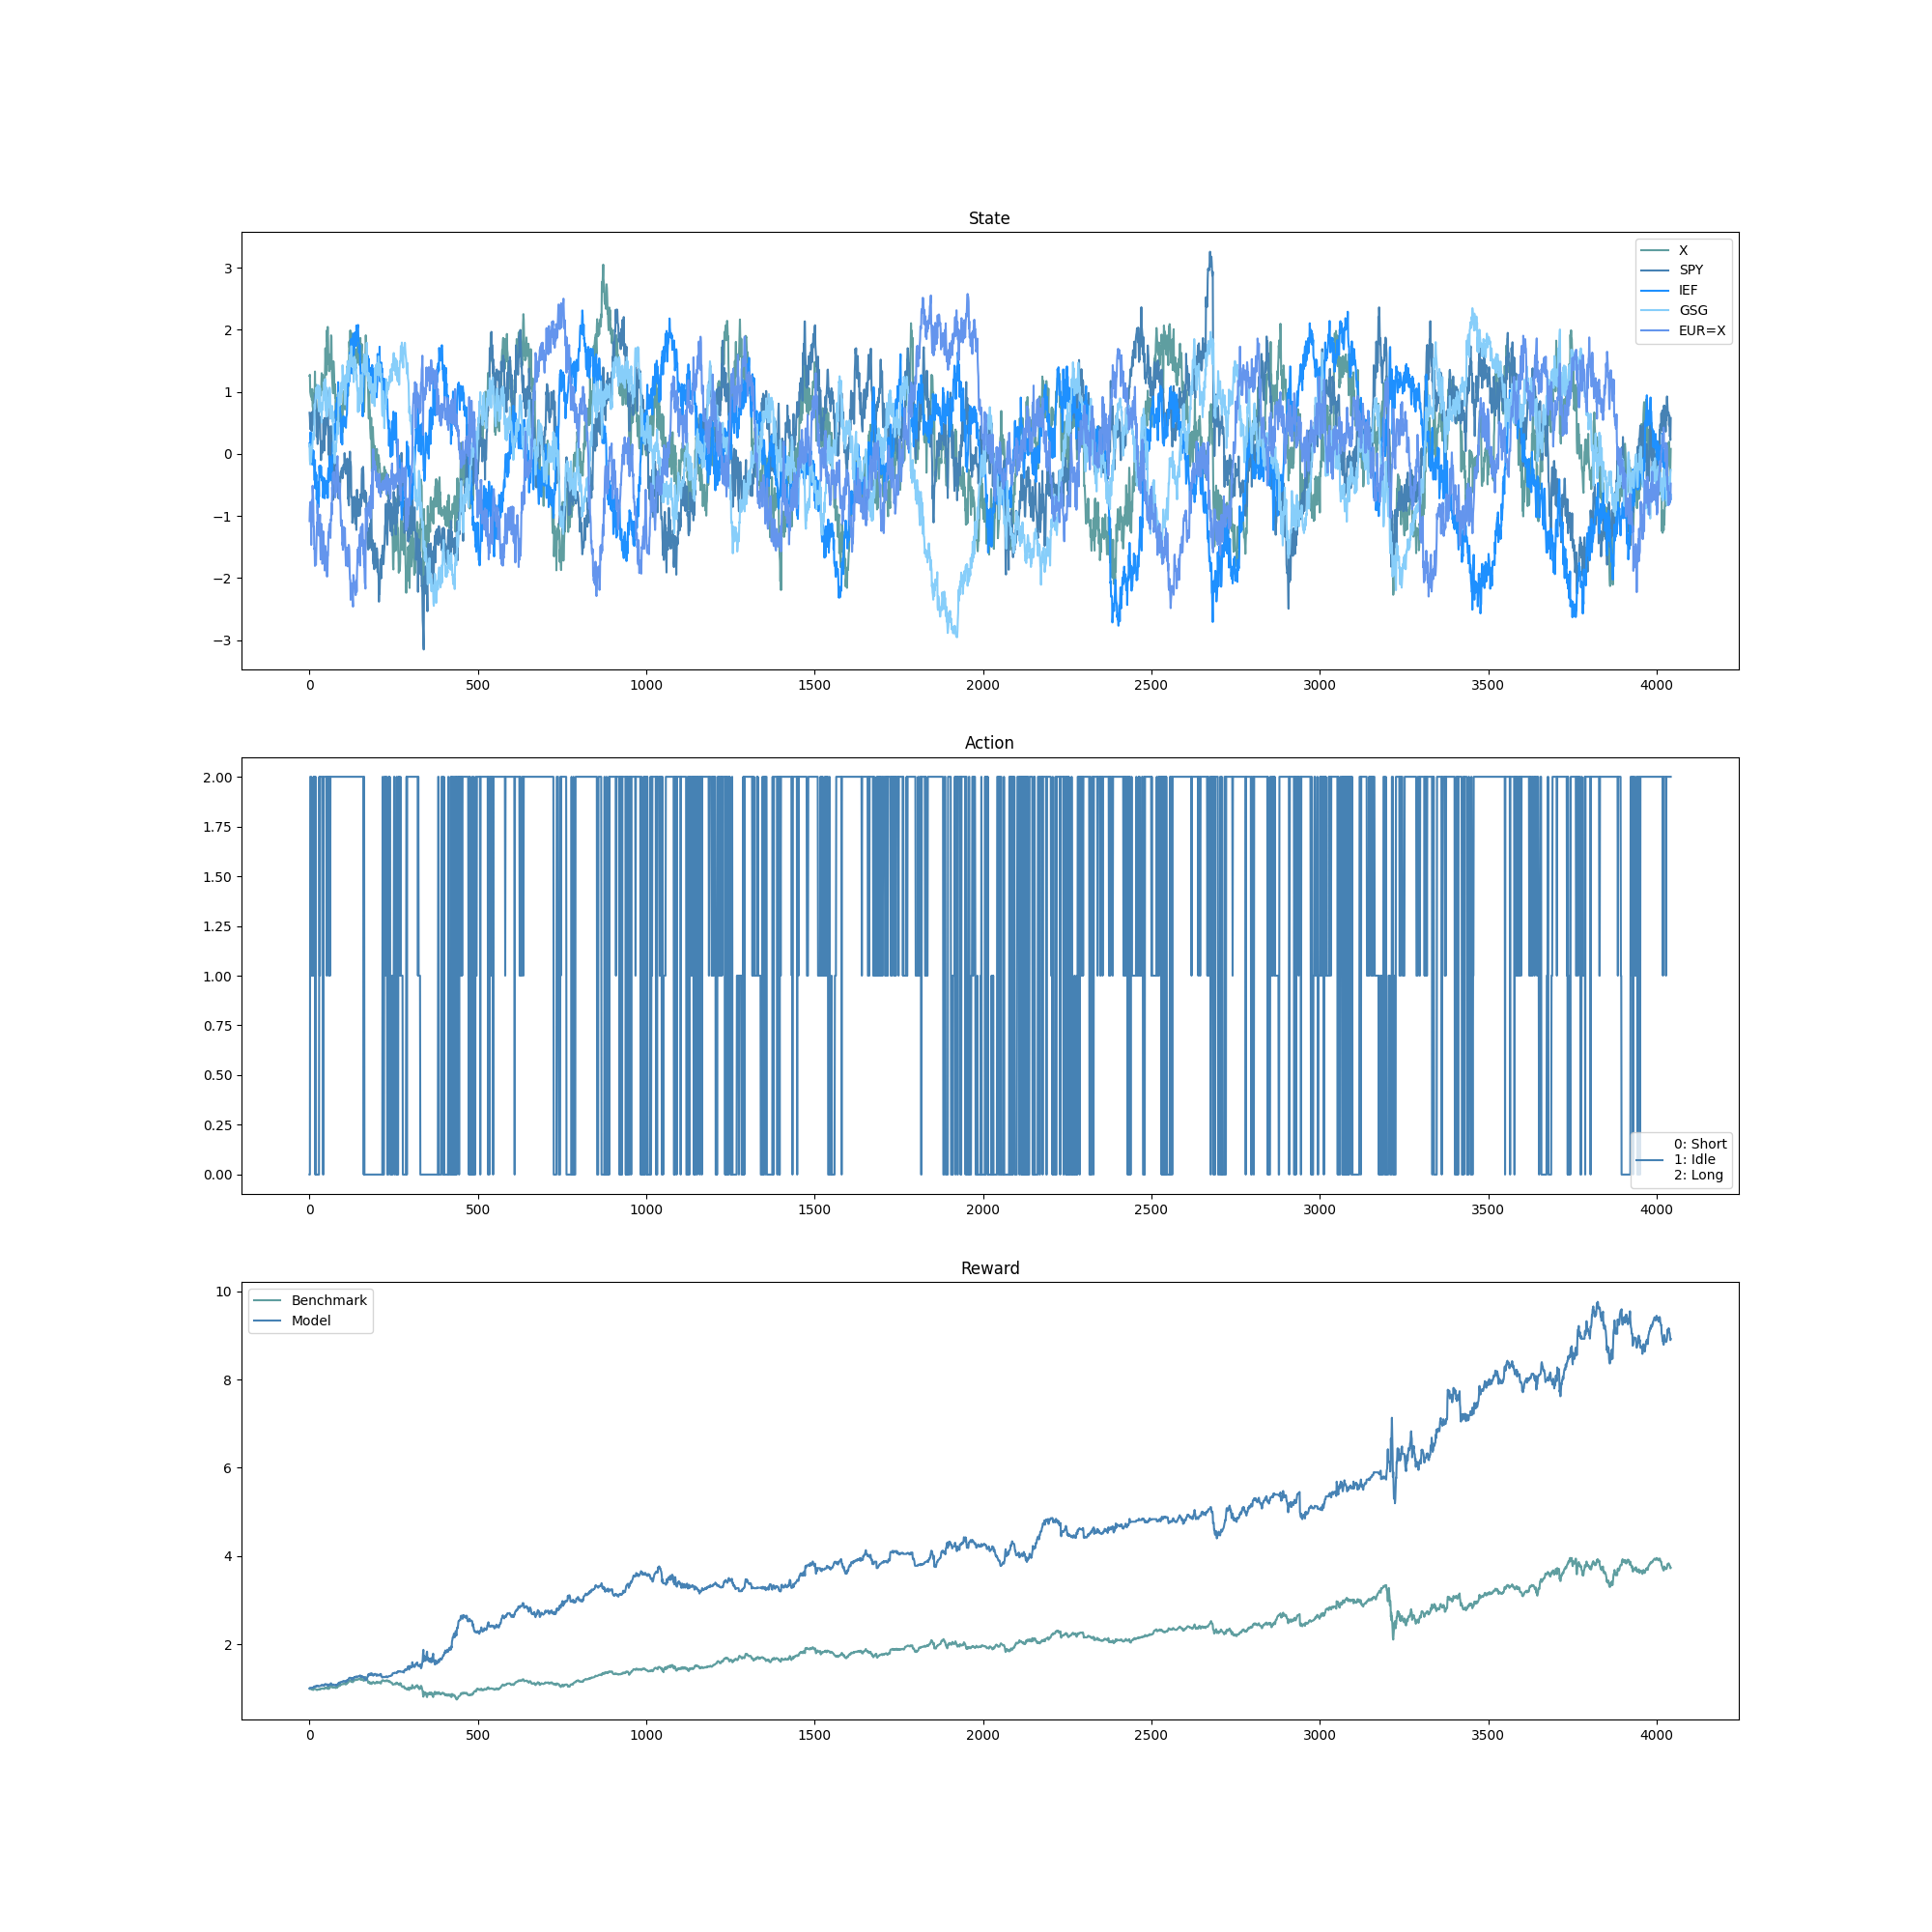 State
3
2
1
0
−1
−2
−3
X
SPY
IEF
GSG
EUR=X
0 500 1000 1500 2000 2500 3000 3500 4000
Action
2.00
1.75
1.50
1.25
1.00
0.75
0.50
0.25
0.00
0: Short
1: Idle
2: Long
0 500 1000 1500 2000 2500 3000 3500 4000
Reward
10
8
6
4
2
Benchmark
Model
0 500 1000 1500 2000 2500 3000 3500 4000